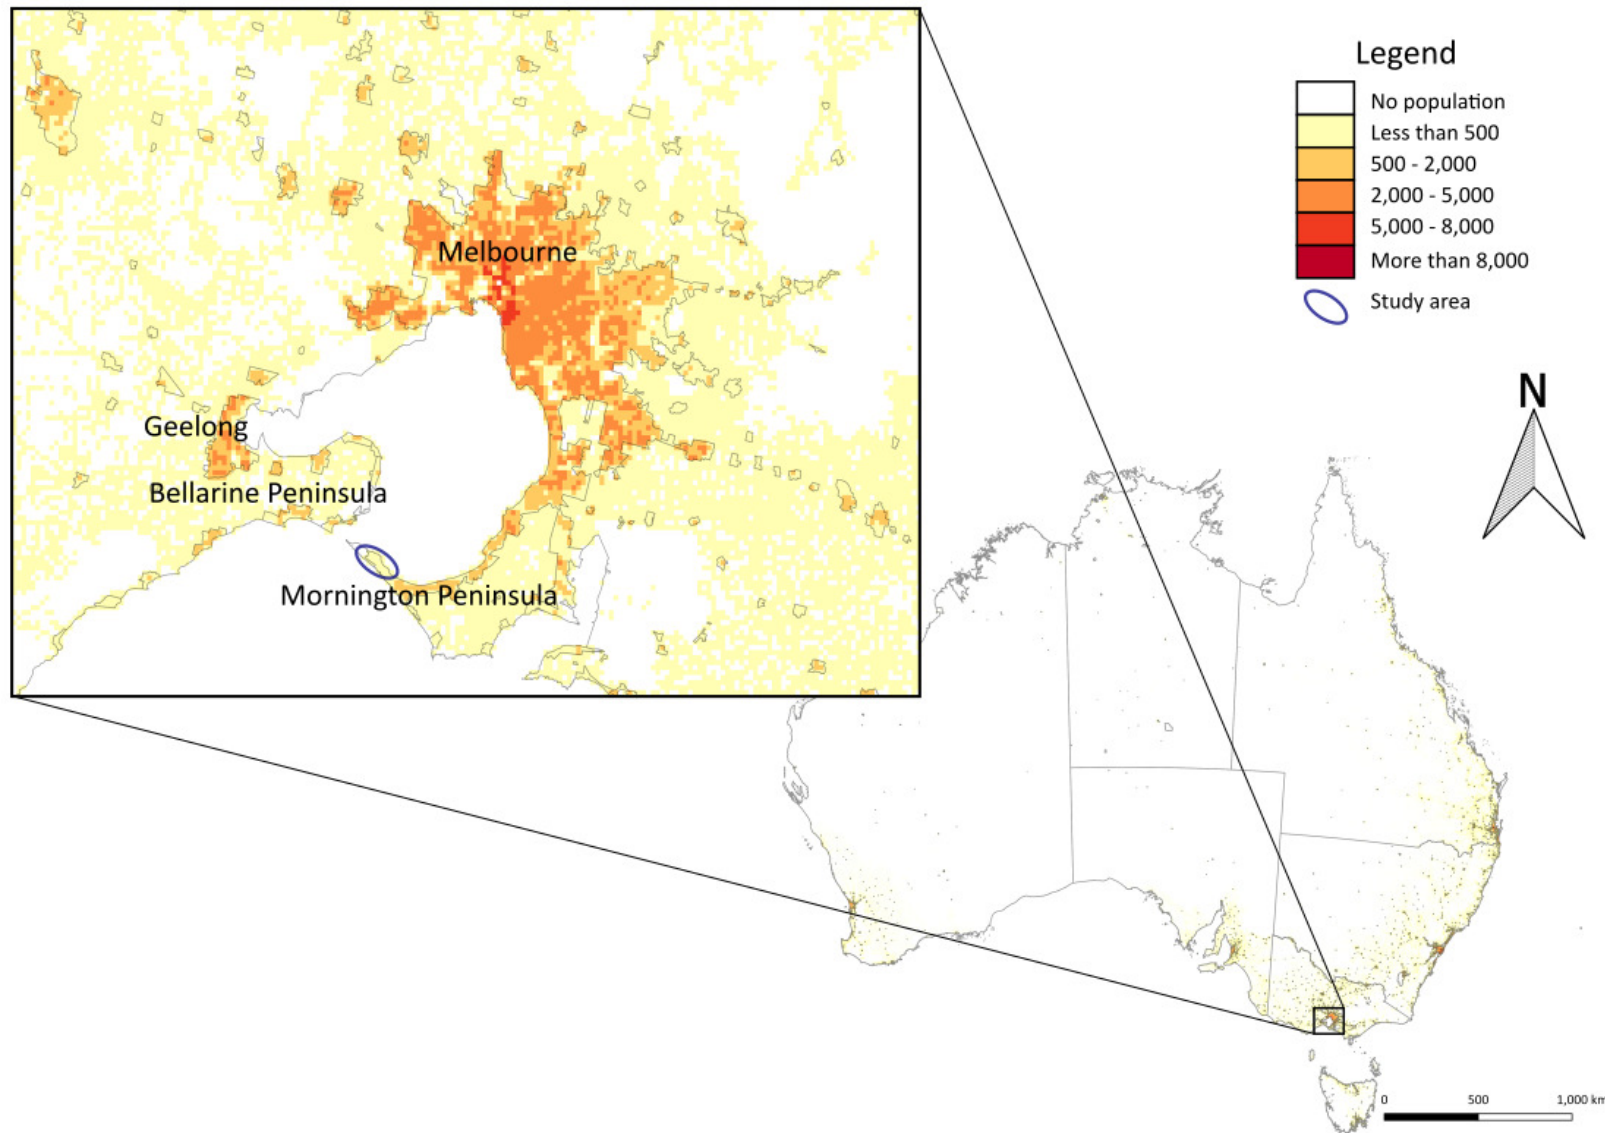 Legend
No population
Less than 500
500 - 2,000
2,000 - 5,000
5,000 - 8,000
More than 8,000
Study area
Melbourne
Geelong
Bellarine Peninsula
Mornington Peninsula
N
0 500 1,000 km